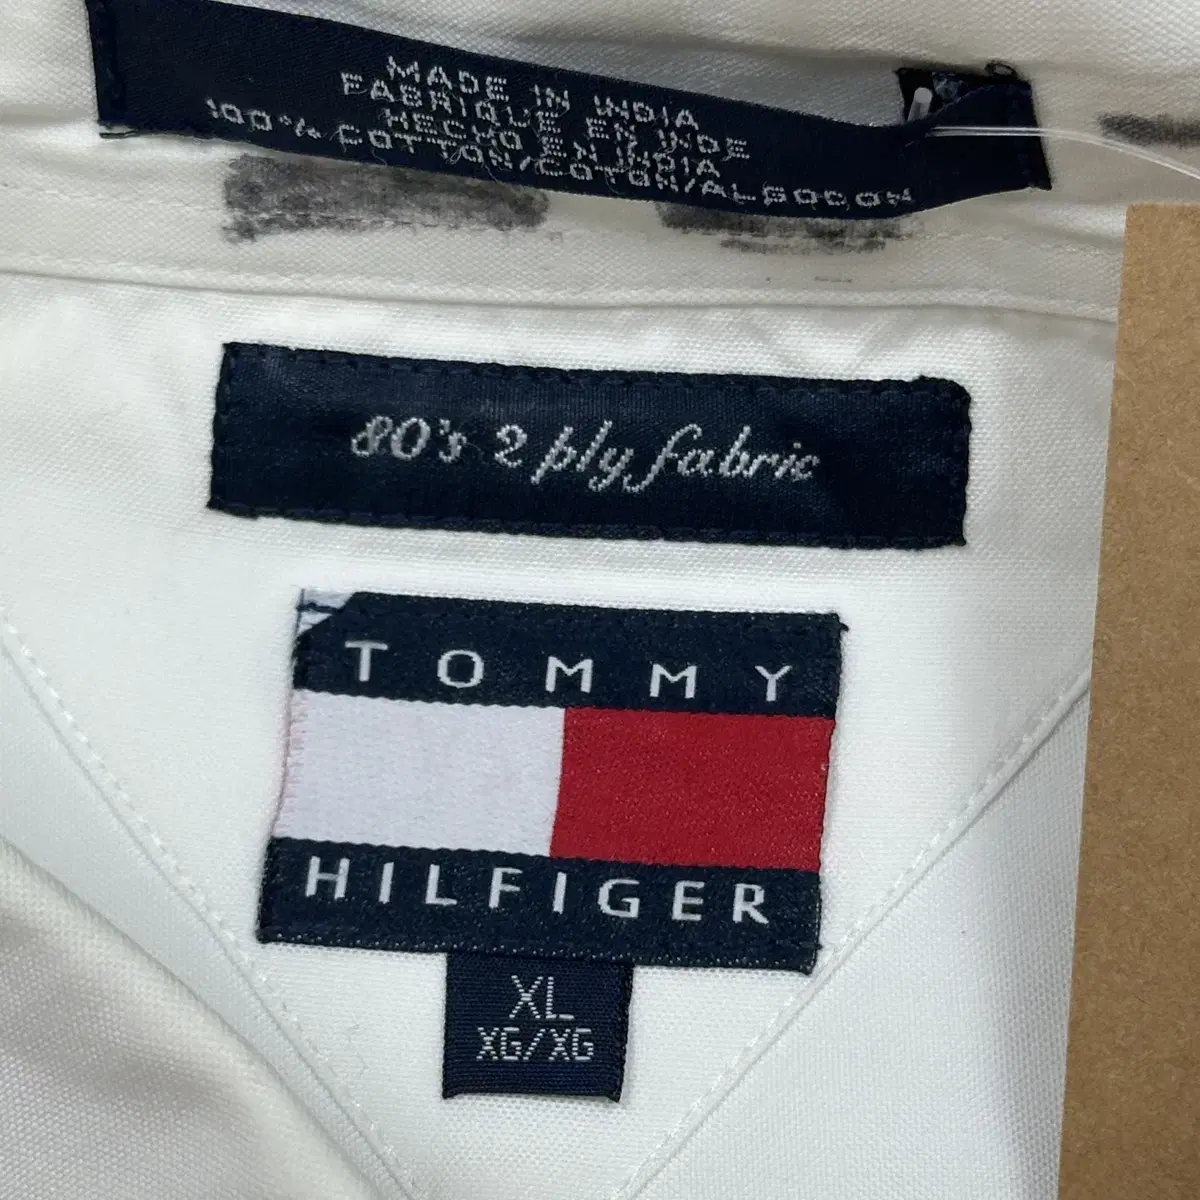 MADE IN INDIA
FABRIQUE EN INDE
HECHO EN INDIA
100% COTTON/COTON/ALGODON
80's 2 ply fabric
TOMMY
HILFIGER
XL
XG/XG